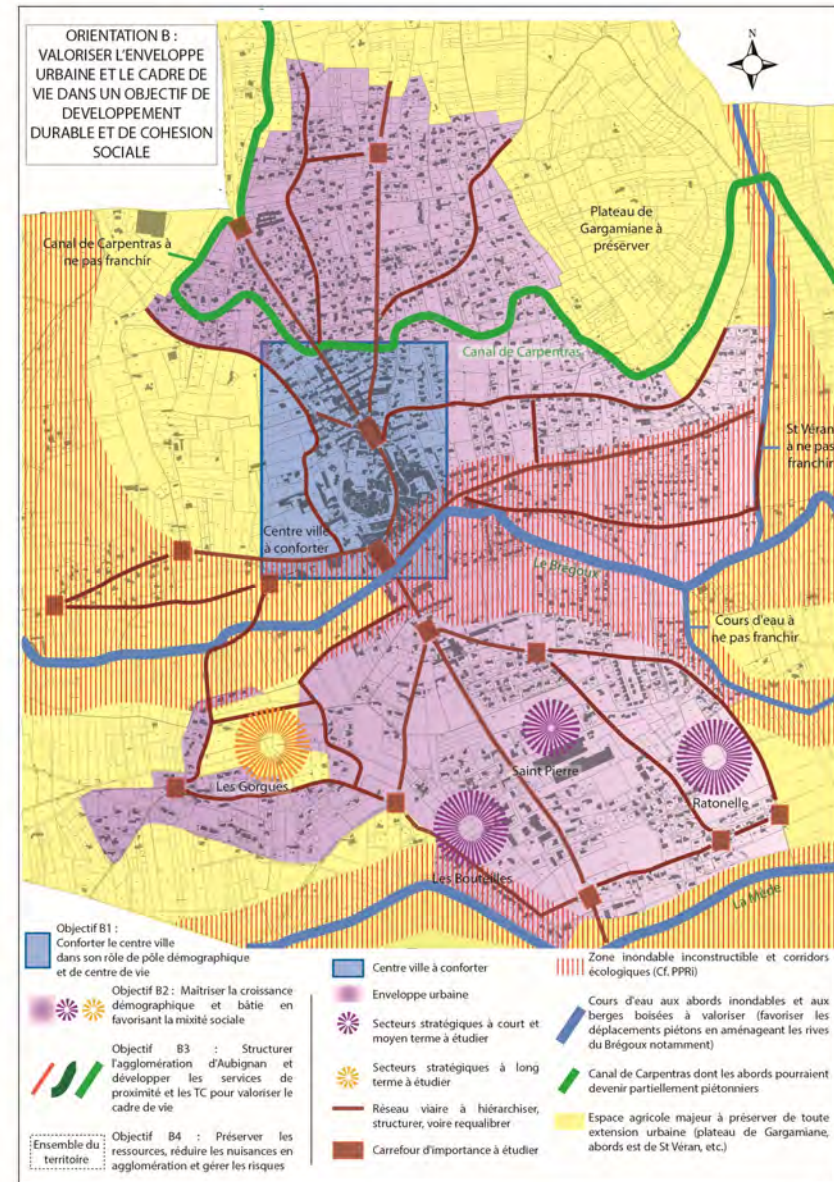 ORIENTATION B :
VALORISER L'ENVELOPPE
URBAINE ET LE CADRE DE
VIE DANS UN OBJECTIF DE
DEVELOPPEMENT
DURABLE ET DE COHESION
SOCIALE
N
Plateau de
Gargamiane à
préserver
Canal de Carpentras à
ne pas franchir
Canal de Carpentras
St Véran
à ne pas
franchir
Centre ville
à conforter
Le Brégoux
Cours d'eau à
ne pas franchir
Saint Pierre
Les Gorgues
Ratonelle
Les Bouteilles
La Mède
Objectif B1 :
Conforter le centre ville
dans son rôle de pôle démographique
et de centre de vie
Objectif B2 : Maîtriser la croissance
démographique et bâtie en
favorisant la mixité sociale
Objectif B3 : Structurer
l'agglomération d'Aubignan et
développer les services de
proximité et les TC pour valoriser le
cadre de vie
Ensemble du
territoire
Objectif B4 : Préserver les
ressources, réduire les nuisances en
agglomération et gérer les risques
Centre ville à conforter
Enveloppe urbaine
Secteurs stratégiques à court et
moyen terme à étudier
Secteurs stratégiques à long
terme à étudier
Réseau viaire à hiérarchiser,
structurer, voire requalibrer
Carrefour d'importance à étudier
Zone inondable inconstructible et corridors
écologiques (Cf. PPRi)
Cours d'eau aux abords inondables et aux
berges boisées à valoriser (favoriser les
déplacements piétons en aménageant les rives
du Brégoux notamment)
Canal de Carpentras dont les abords pourraient
devenir partiellement piétonniers
Espace agricole majeur à préserver de toute
extension urbaine (plateau de Gargamiane,
abords est de St Véran, etc.)